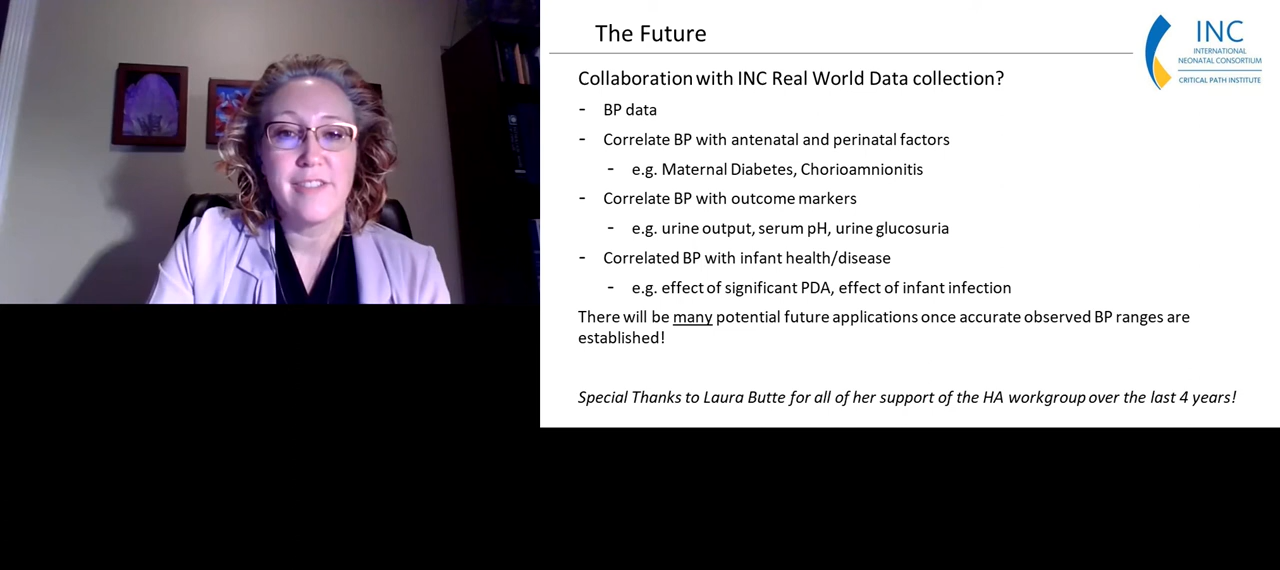 The Future
INC
INTERNATIONAL
NEONATAL CONSORTIUM
CRITICAL PATH INSTITUTE
Collaboration with INC Real World Data collection?
- BP data
- Correlate BP with antenatal and perinatal factors
- e.g. Maternal Diabetes, Chorioamnionitis
- Correlate BP with outcome markers
- e.g. urine output, serum pH, urine glucosuria
- Correlated BP with infant health/disease
- e.g. effect of significant PDA, effect of infant infection
There will be many potential future applications once accurate observed BP ranges are
established!
Special Thanks to Laura Butte for all of her support of the HA workgroup over the last 4 years!